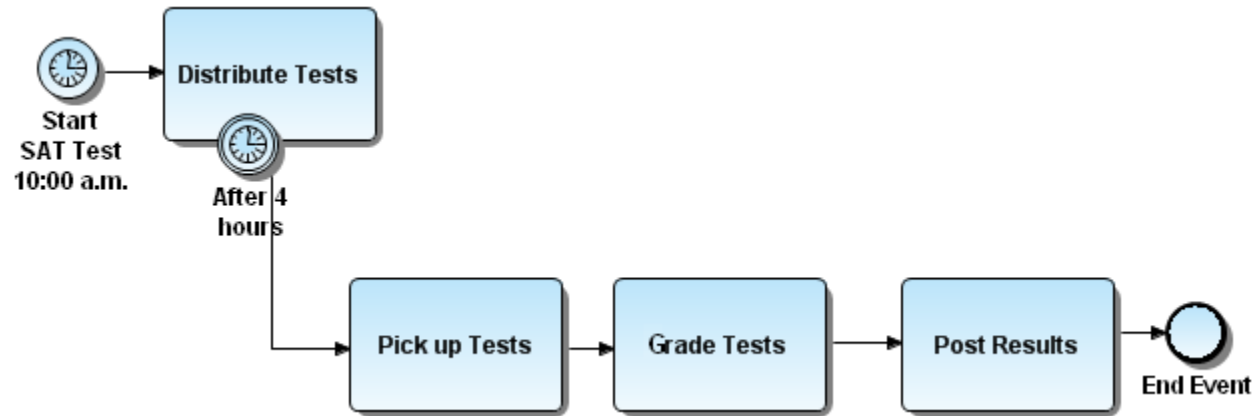 Distribute Tests
Start
SAT Test
10:00 a.m.
After 4
hours
Pick up Tests
Grade Tests
Post Results
End Event